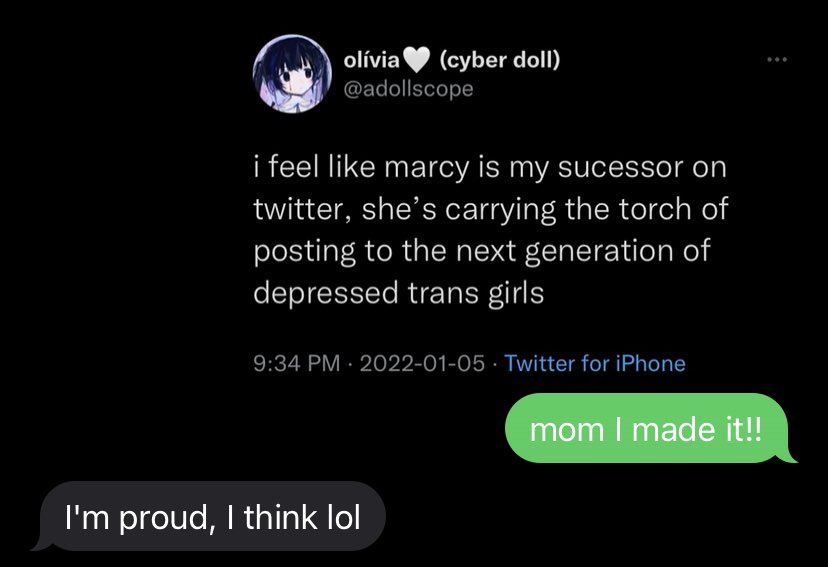 olívia🤍 (cyber doll)
@adollscope
i feel like marcy is my sucessor on
twitter, she’s carrying the torch of
posting to the next generation of
depressed trans girls
9:34 PM · 2022-01-05 · Twitter for iPhone
mom I made it!!
I'm proud, I think lol